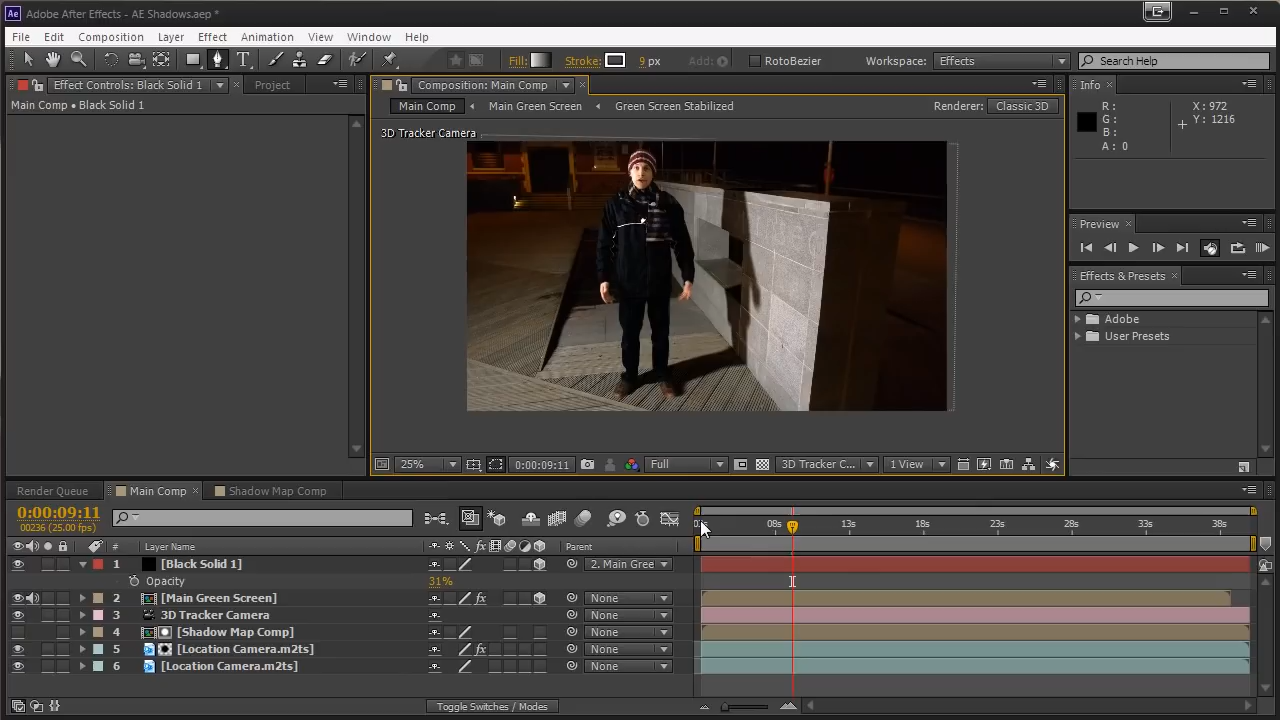 Adobe After Effects - AE Shadows.aep *
File Edit Composition Layer Effect Animation View Window Help
Fill: Stroke: 9 px Add: RotoBezier Workspace: Effects Search Help
Effect Controls: Black Solid 1 Project Composition: Main Comp Info
Main Comp • Black Solid 1
Main Comp Main Green Screen Green Screen Stabilized Renderer: Classic 3D
R: X: 972
G: Y: 1216
B:
A: 0
3D Tracker Camera
Preview
Effects & Presets
Adobe
User Presets
25% 0:00:09:11 Full 3D Tracker C... 1 View
Render Queue Main Comp Shadow Map Comp
0:00:09:11
00236 (25.00 fps)
08s 13s 18s 23s 28s 33s 38s
# Layer Name fx Parent
1 [Black Solid 1] 2. Main Gree
Opacity 31%
2 [Main Green Screen] fx None
3 3D Tracker Camera None
4 [Shadow Map Comp] None
5 [Location Camera.m2ts] fx None
6 [Location Camera.m2ts] None
Toggle Switches / Modes